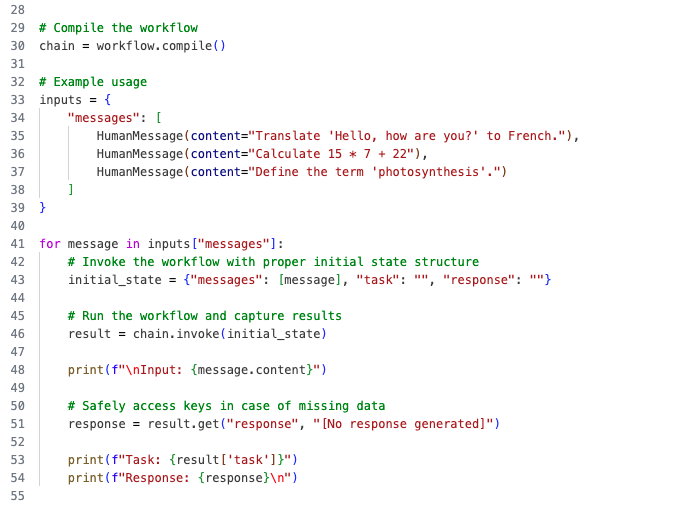 28
29 # Compile the workflow
30 chain = workflow.compile()
31
32 # Example usage
33 inputs = {
34     "messages": [
35         HumanMessage(content="Translate 'Hello, how are you?' to French."),
36         HumanMessage(content="Calculate 15 * 7 + 22"),
37         HumanMessage(content="Define the term 'photosynthesis'.")
38     ]
39 }
40
41 for message in inputs["messages"]:
42     # Invoke the workflow with proper initial state structure
43     initial_state = {"messages": [message], "task": "", "response": ""}
44
45     # Run the workflow and capture results
46     result = chain.invoke(initial_state)
47
48     print(f"\nInput: {message.content}")
49
50     # Safely access keys in case of missing data
51     response = result.get("response", "[No response generated]")
52
53     print(f"Task: {result['task']}")
54     print(f"Response: {response}\n")
55